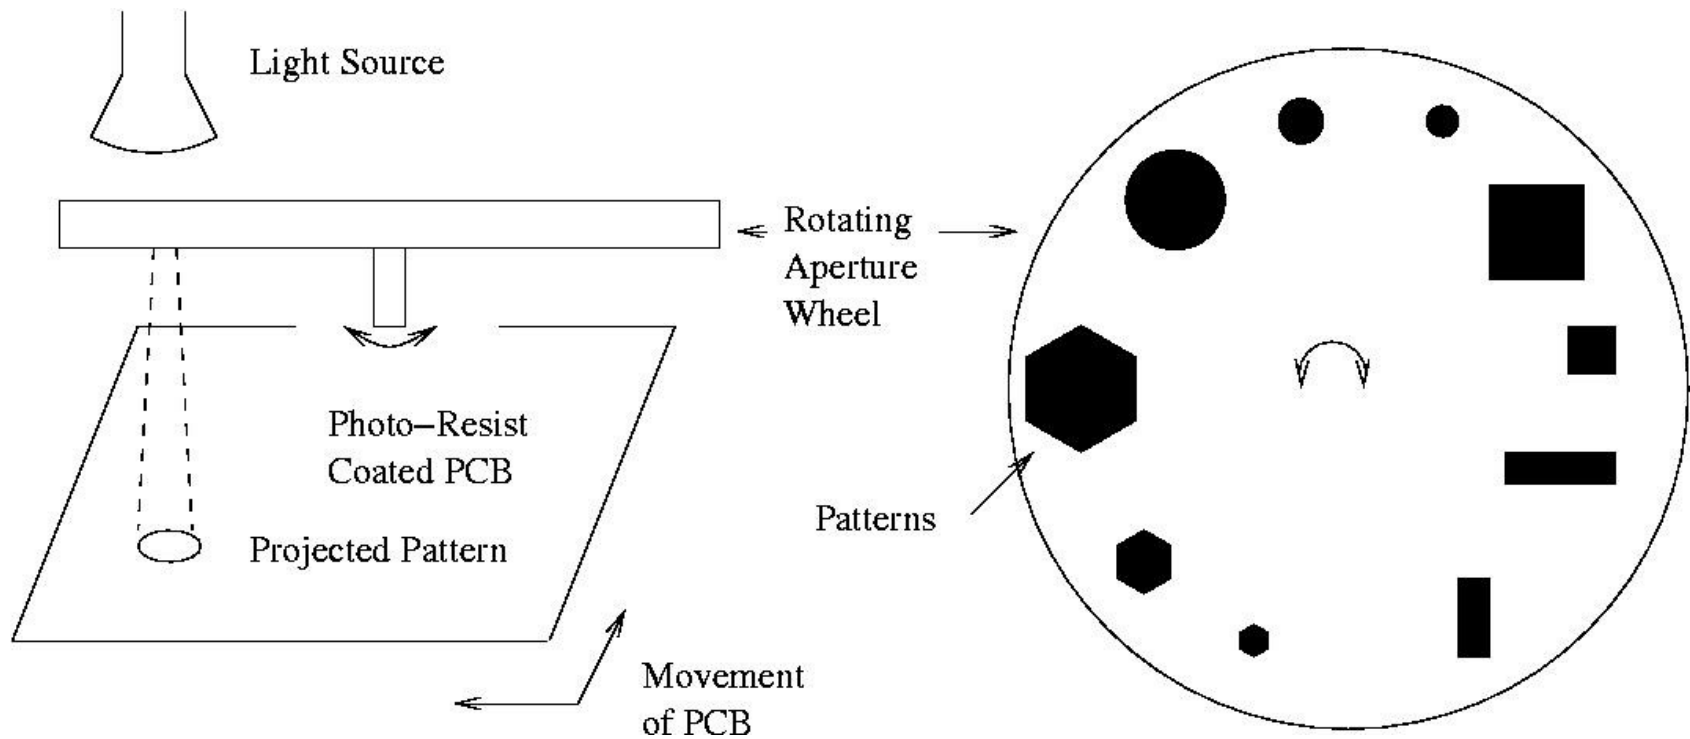 Light Source
Rotating
Aperture
Wheel
Photo−Resist
Coated PCB
Patterns
Projected Pattern
Movement
of PCB